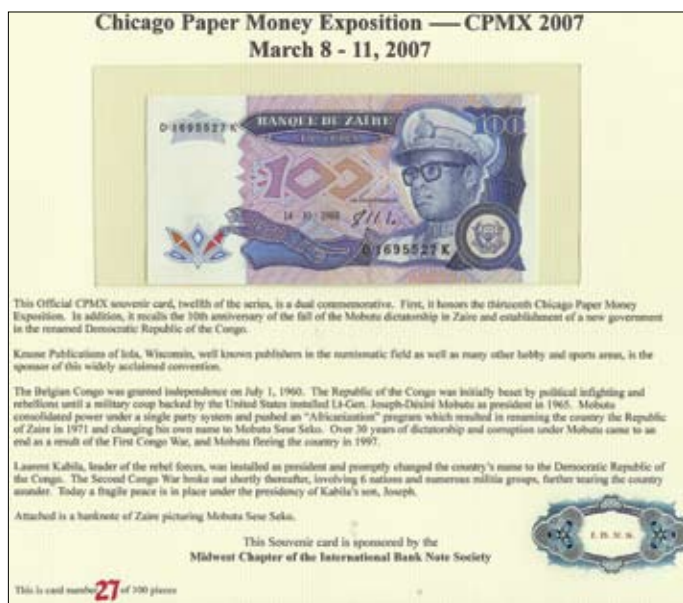 Chicago Paper Money Exposition — CPMX 2007
March 8 - 11, 2007
D1695527K
BANQUE DU ZAÏRE
100
100
14-10-1988
D1695527K
This Official CPMX souvenir card, twelfth of the series, is a dual commemorative. First, it honors the thirteenth Chicago Paper Money
Exposition. In addition, it recalls the 10th anniversary of the fall of the Mobutu dictatorship in Zaire and establishment of a new government
in the renamed Democratic Republic of the Congo.
Krause Publications of Iola, Wisconsin, well known publishers in the numismatic field as well as many other hobby and sports areas, is the
sponsor of this widely acclaimed convention.
The Belgian Congo was granted independence on July 1, 1960. The Republic of the Congo was initially beset by political infighting and
rebellions until a military coup backed by the United States installed Lt-Gen. Joseph-Désiré Mobutu as president in 1965. Mobutu
consolidated power under a single party system and pushed an "Africanization" program which resulted in renaming the country the Republic
of Zaire in 1971 and changing his own name to Mobutu Sese Seko. Over 30 years of dictatorship and corruption under Mobutu came to an
end as a result of the First Congo War, and Mobutu fleeing the country in 1997.
Laurent Kabila, leader of the rebel forces, was installed as president and promptly changed the country's name to the Democratic Republic of
the Congo. The Second Congo War broke out shortly thereafter, involving 6 nations and numerous militia groups, further tearing the country
asunder. Today a fragile peace is in place under the presidency of Kabila's son, Joseph.
Attached is a banknote of Zaire picturing Mobutu Sese Seko.
This Souvenir card is sponsored by the
Midwest Chapter of the International Bank Note Society
I. B. N. S.
This is card number 27 of 100 pieces